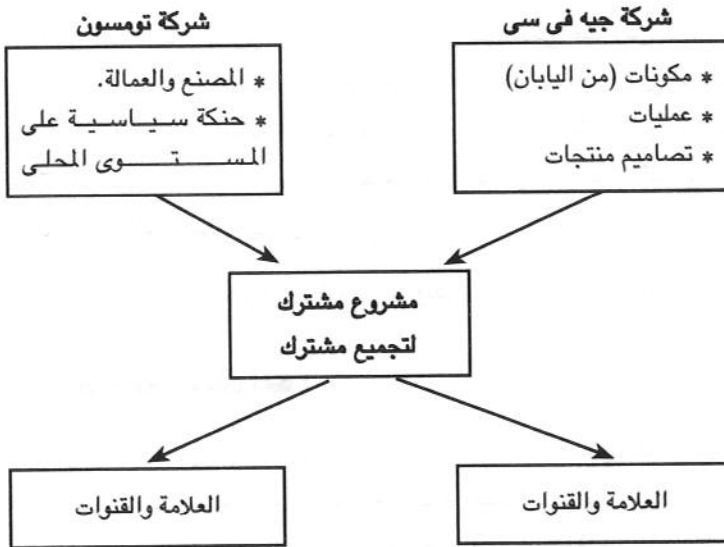 شركة جيه فى سى
* مكونات (من اليابان)
* عمليات
* تصاميم منتجات
شركة تومسون
* المصنع والعمالة.
* حنكة سياسية على
المستوى المحلى
مشروع مشترك
لتجميع مشترك
العلامة والقنوات
العلامة والقنوات